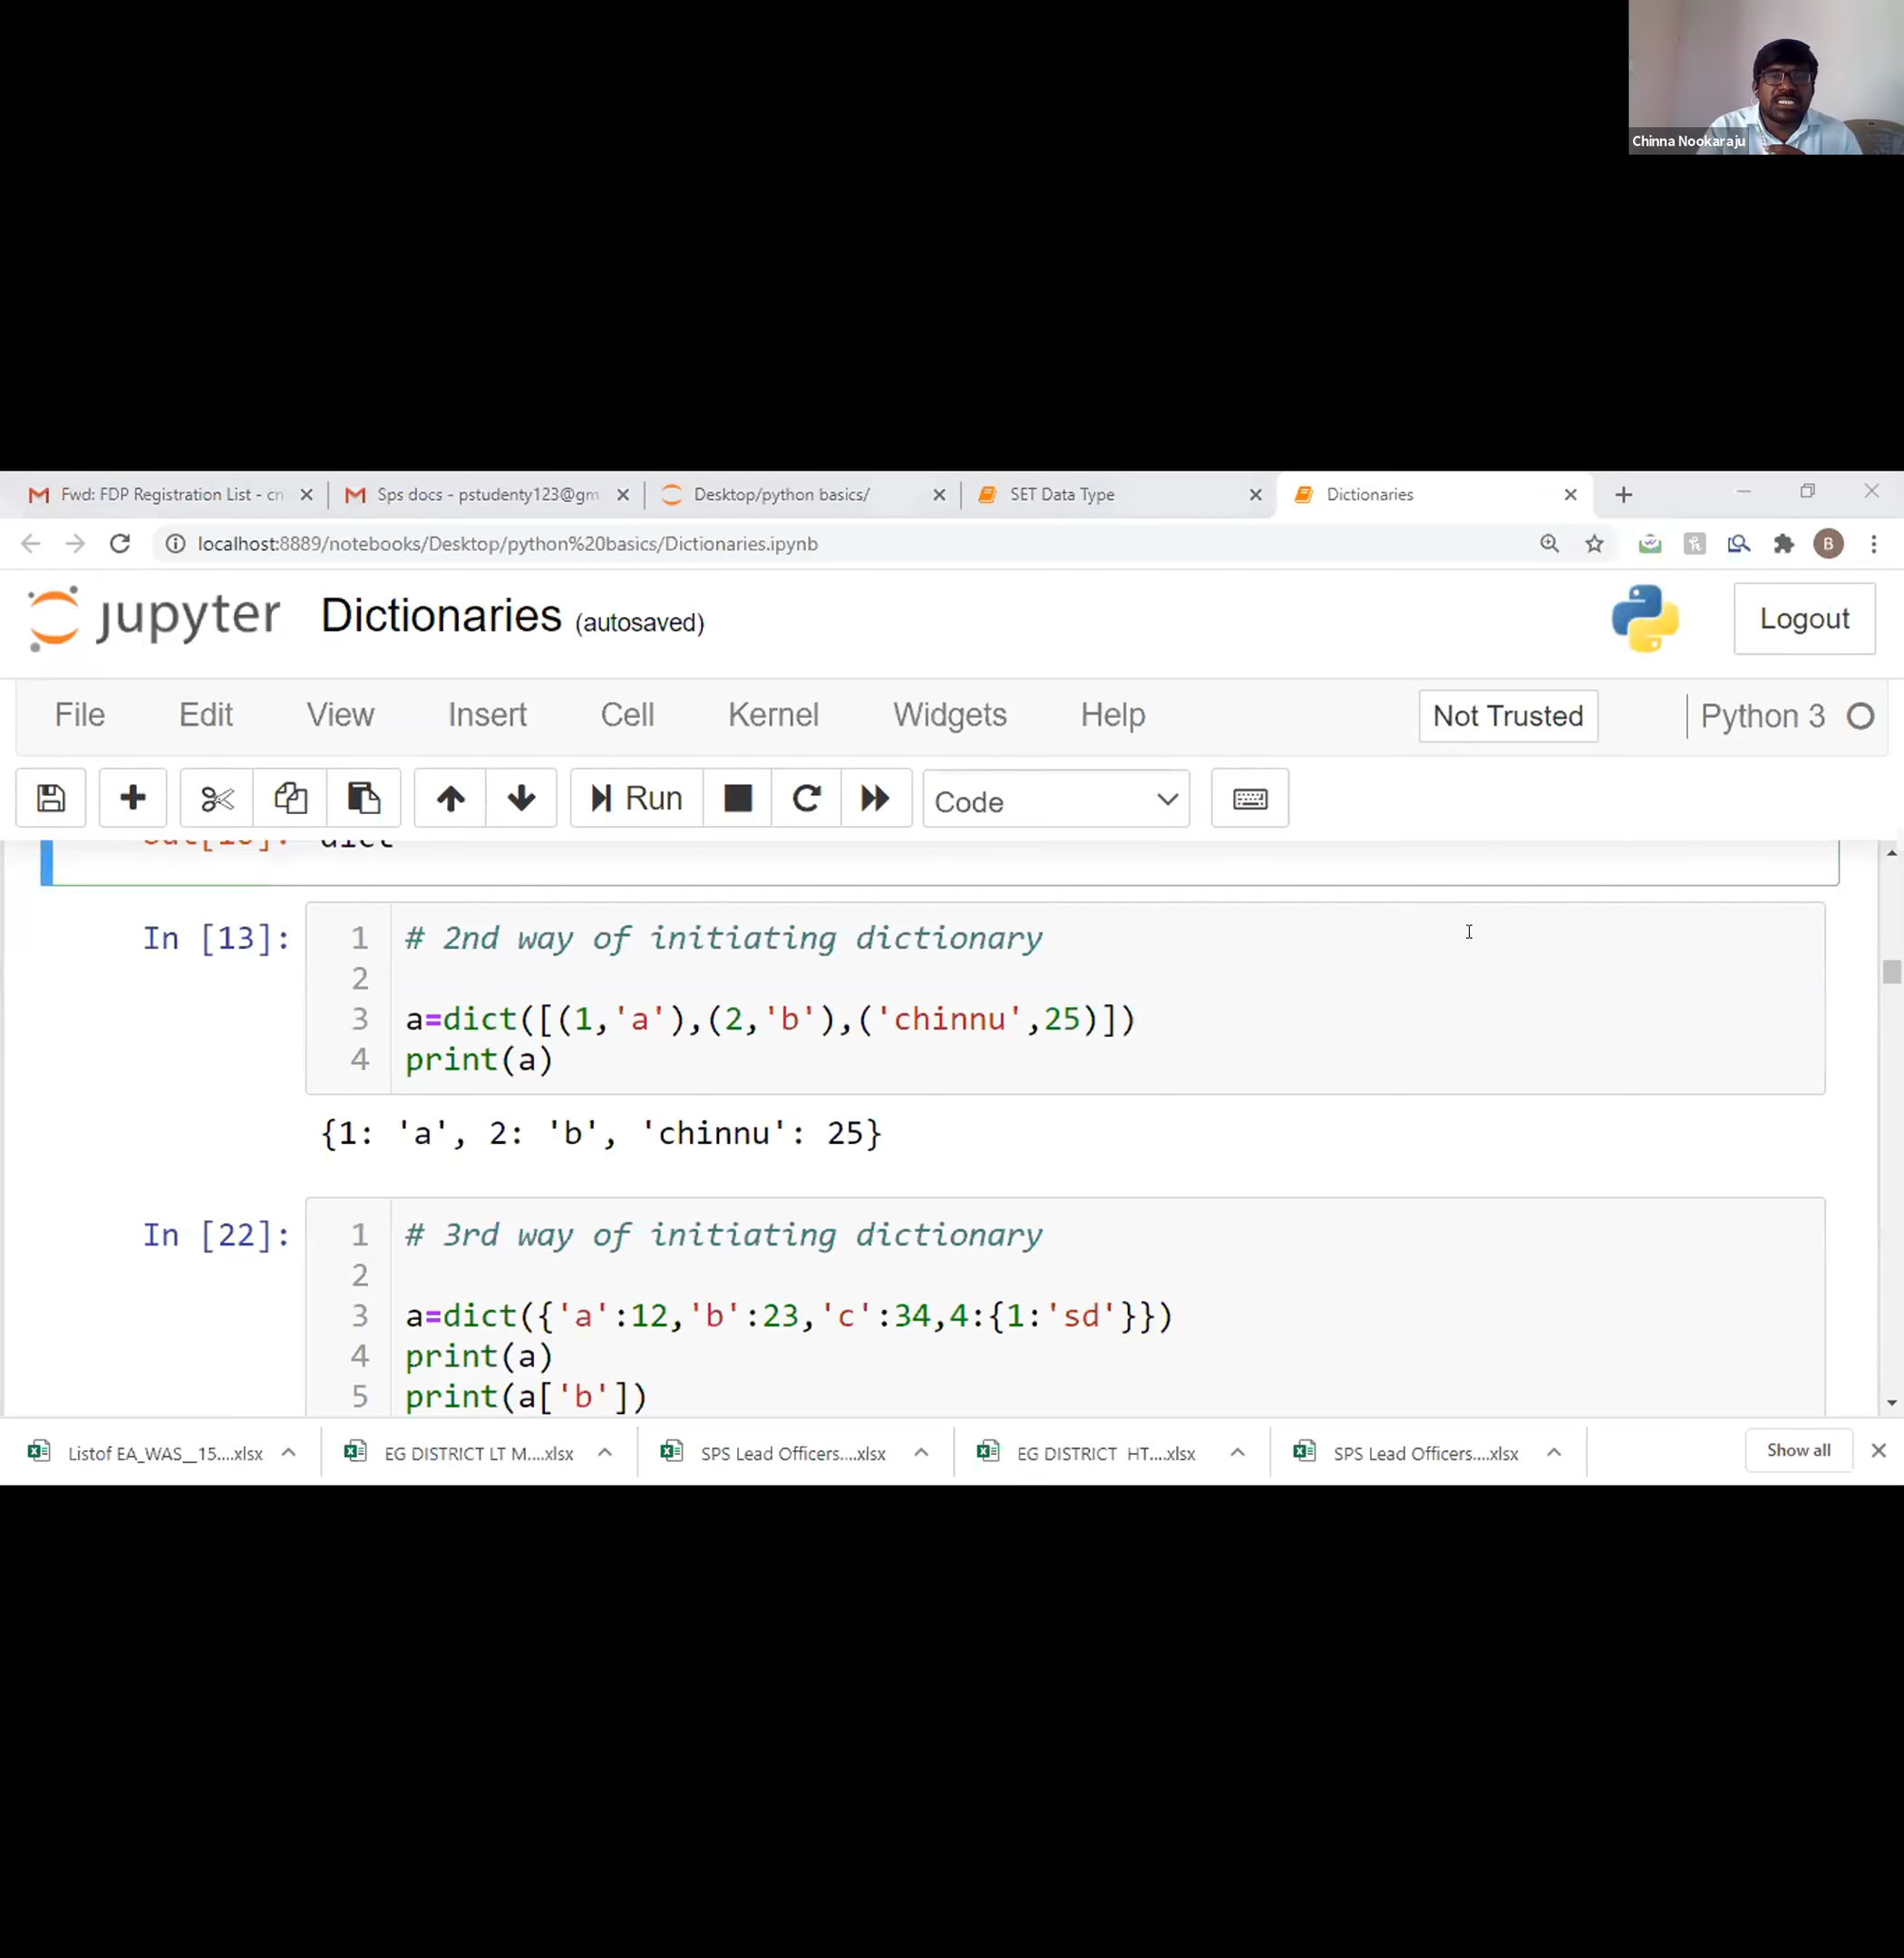 Chinna Nookaraju
Fwd: FDP Registration List - cn
Sps docs - pstudenty123@gm
Desktop/python basics/
SET Data Type
Dictionaries
localhost:8889/notebooks/Desktop/python%20basics/Dictionaries.ipynb
B
jupyter Dictionaries (autosaved)
Logout
File Edit View Insert Cell Kernel Widgets Help
Not Trusted
Python 3
Run
Code
dict
In [13]:
1 # 2nd way of initiating dictionary
2
3 a=dict([(1,'a'),(2,'b'),('chinnu',25)])
4 print(a)
{1: 'a', 2: 'b', 'chinnu': 25}
In [22]:
1 # 3rd way of initiating dictionary
2
3 a=dict({'a':12,'b':23,'c':34,4:{1:'sd'}})
4 print(a)
5 print(a['b'])
Listof EA_WAS__15....xlsx
EG DISTRICT LT M....xlsx
SPS Lead Officers....xlsx
EG DISTRICT HT....xlsx
SPS Lead Officers....xlsx
Show all